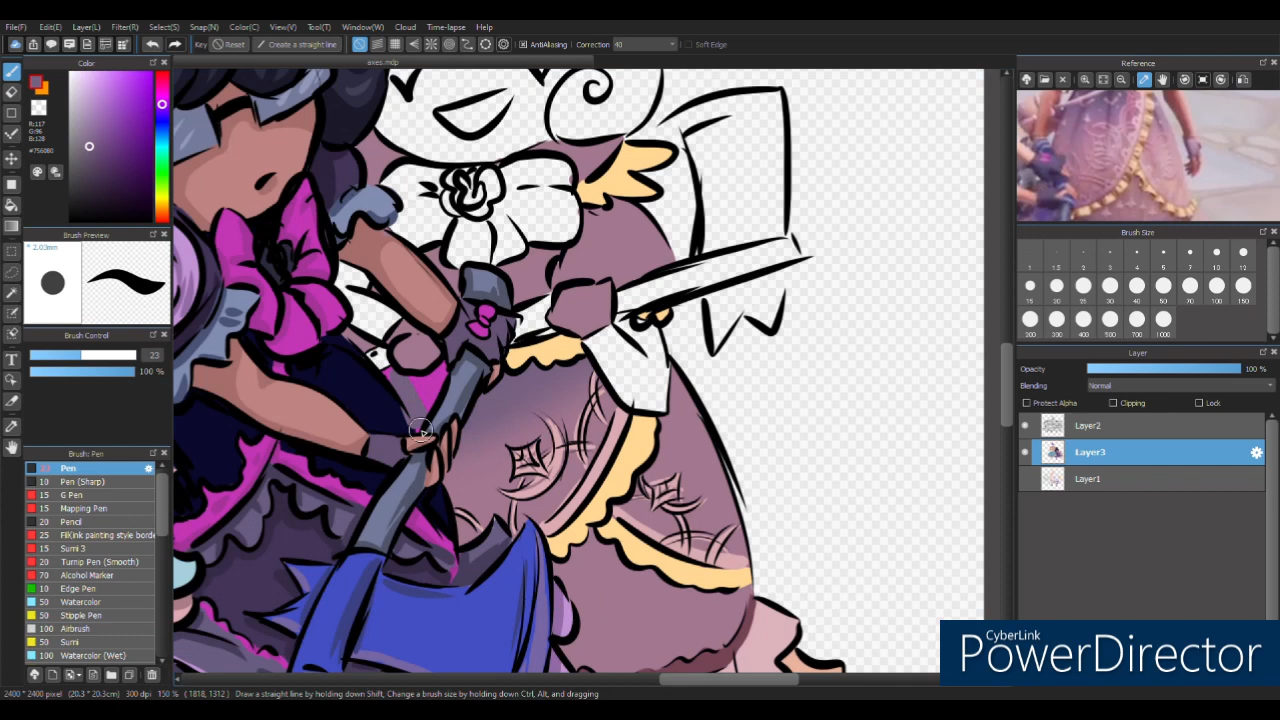 File(F) Edit(E) Layer(L) Filter(R) Select(S) Snap(N) Color(C) View(V) Tool(T) Window(W) Cloud Time-lapse Help
Key Reset Create a straight line AntiAliasing Correction 40 Soft Edge
axes.mdp
Color
R:117
G:96
B:128
#756080
Brush Preview
* 2.03mm
Brush Control
23
100 %
Brush: Pen
23 Pen
10 Pen (Sharp)
15 G Pen
15 Mapping Pen
20 Pencil
25 Fill(ink painting style borde
15 Sumi 3
20 Turnip Pen (Smooth)
70 Alcohol Marker
10 Edge Pen
50 Watercolor
50 Stipple Pen
100 Airbrush
50 Sumi
100 Watercolor (Wet)
Reference
Brush Size
1 1.5 2 3 4 5 7 10 12
15 20 25 30 40 50 70 100 150
200 300 400 500 700 1000
Layer
Opacity 100 %
Blending Normal
Protect Alpha Clipping Lock
Layer2
Layer3
Layer1
CyberLink
PowerDirector
2400 * 2400 pixel (20.3 * 20.3cm) 300 dpi 150 % ( 1818, 1312 ) Draw a straight line by holding down Shift, Change a brush size by holding down Ctrl, Alt, and dragging